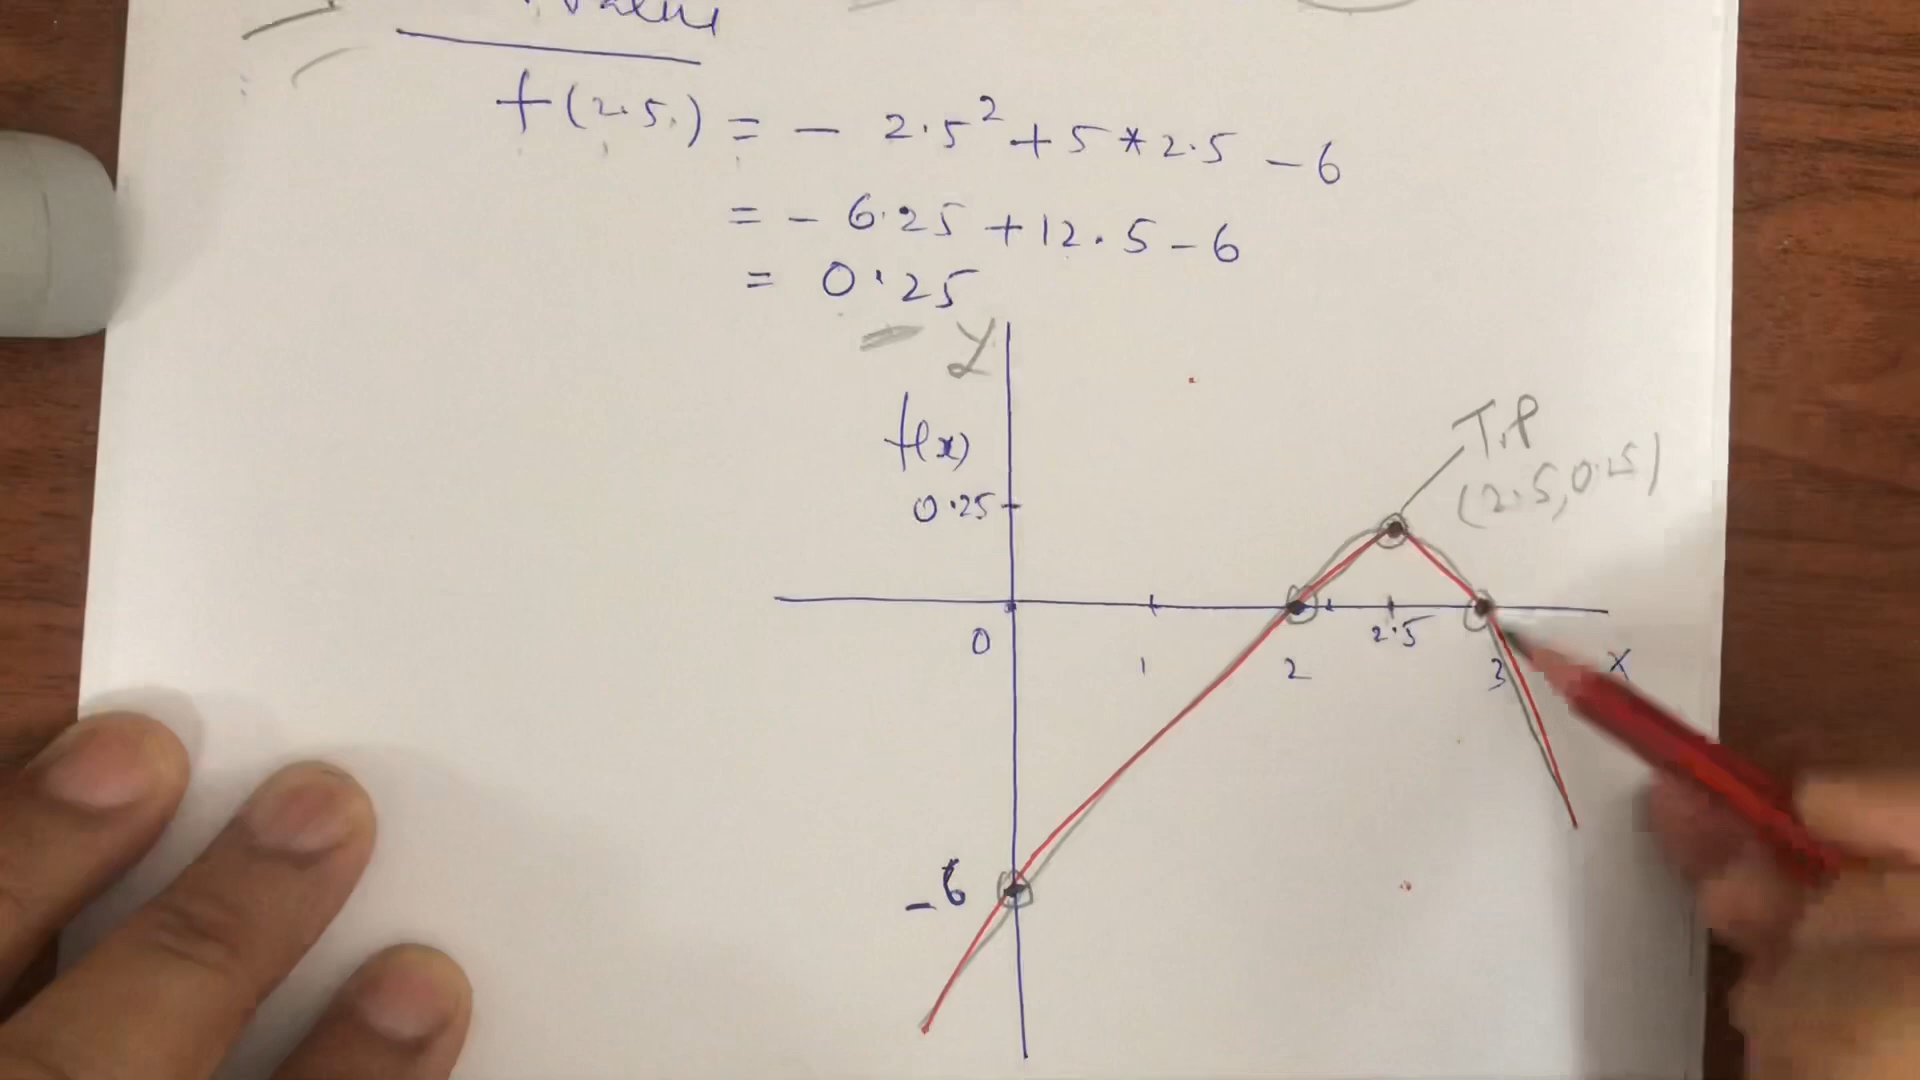 value
f(2.5) = - 2.5² + 5 * 2.5 - 6
= - 6.25 + 12.5 - 6
= 0.25
y
f(x)
T.P
(2.5, 0.25)
0.25
0
1
2
2.5
3
x
-6